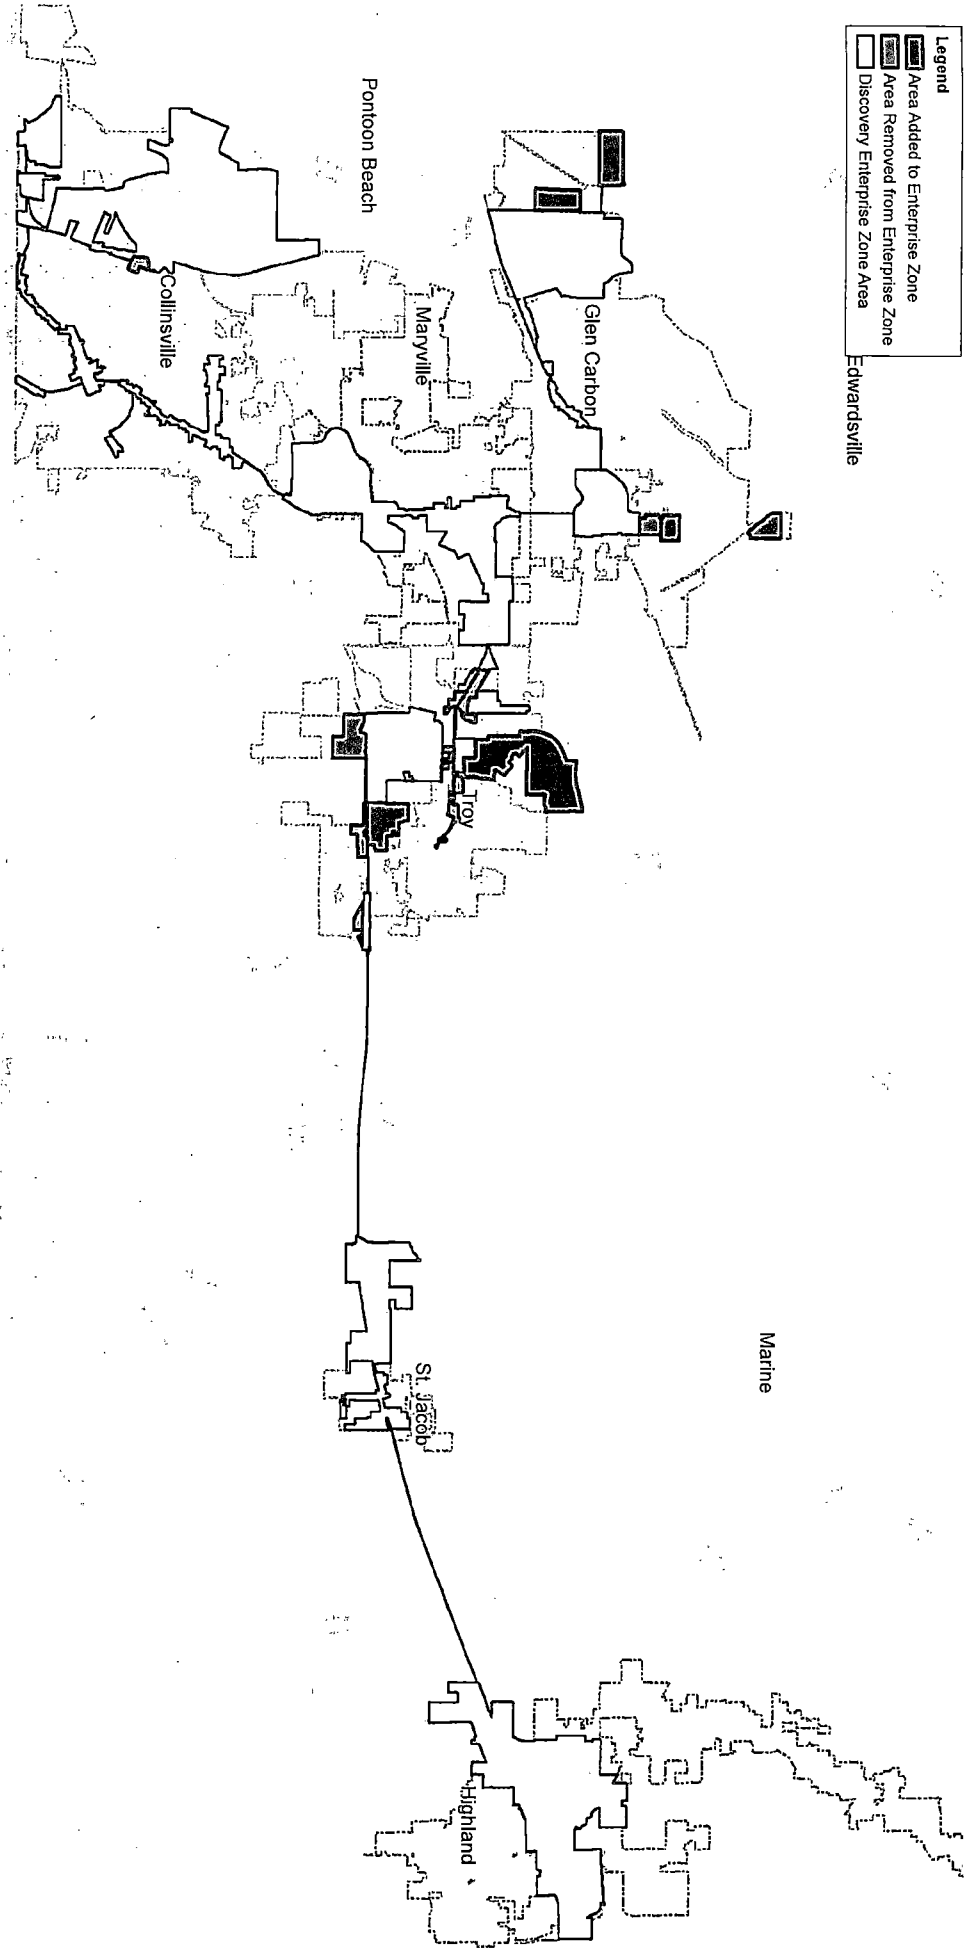 Legend
Area Added to Enterprise Zone
Area Removed from Enterprise Zone
Discovery Enterprise Zone Area
Edwardsville
Pontoon Beach
Glen Carbon
Maryville
Collinsville
Troy
Marine
St. Jacob
Highland